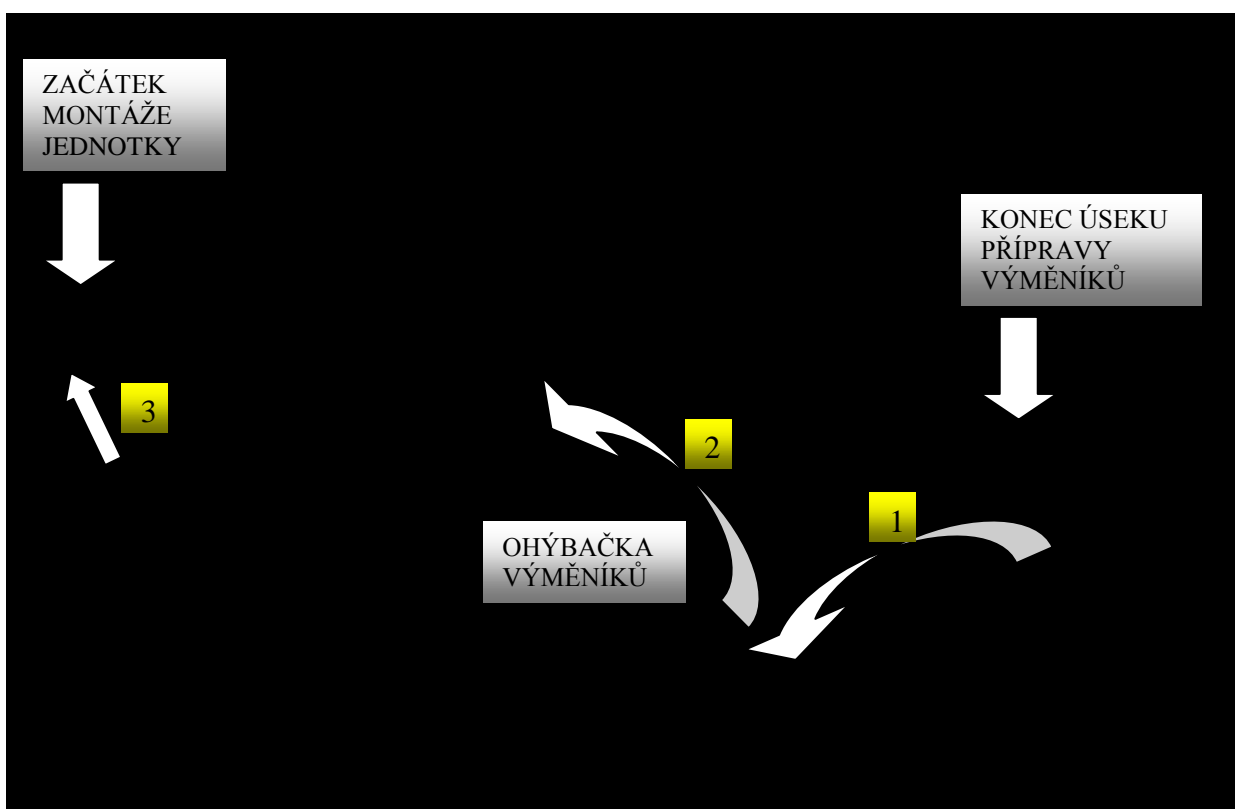 ZAČÁTEK
MONTÁŽE
JEDNOTKY
KONEC ÚSEKU
PŘÍPRAVY
VÝMĚNÍKŮ
3
2
1
OHÝBAČKA
VÝMĚNÍKŮ